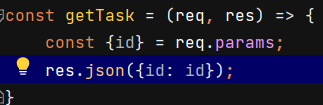 const getTask = (req, res) => {
    const {id} = req.params;
    res.json({id: id});
}